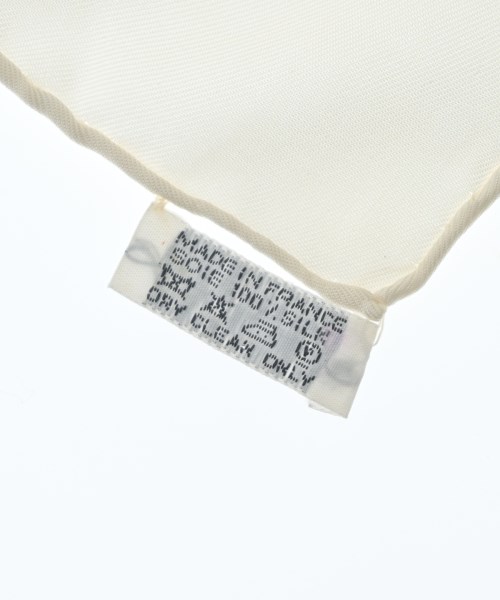 MADE IN FRANCE
SOIE 100% SILK
DRY CLEAN ONLY